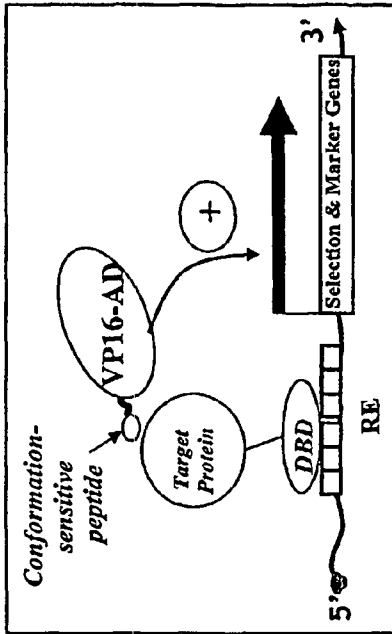 Conformation-
sensitive
peptide
VP16-AD
+
Target
Protein
DBD
RE
Selection & Marker Genes
5'
3'